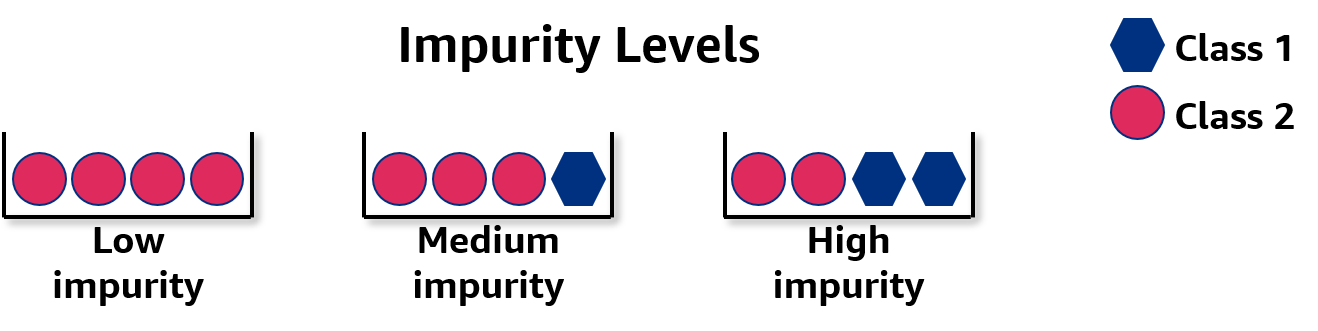 Impurity Levels
Class 1
Class 2
Low
impurity
Medium
impurity
High
impurity